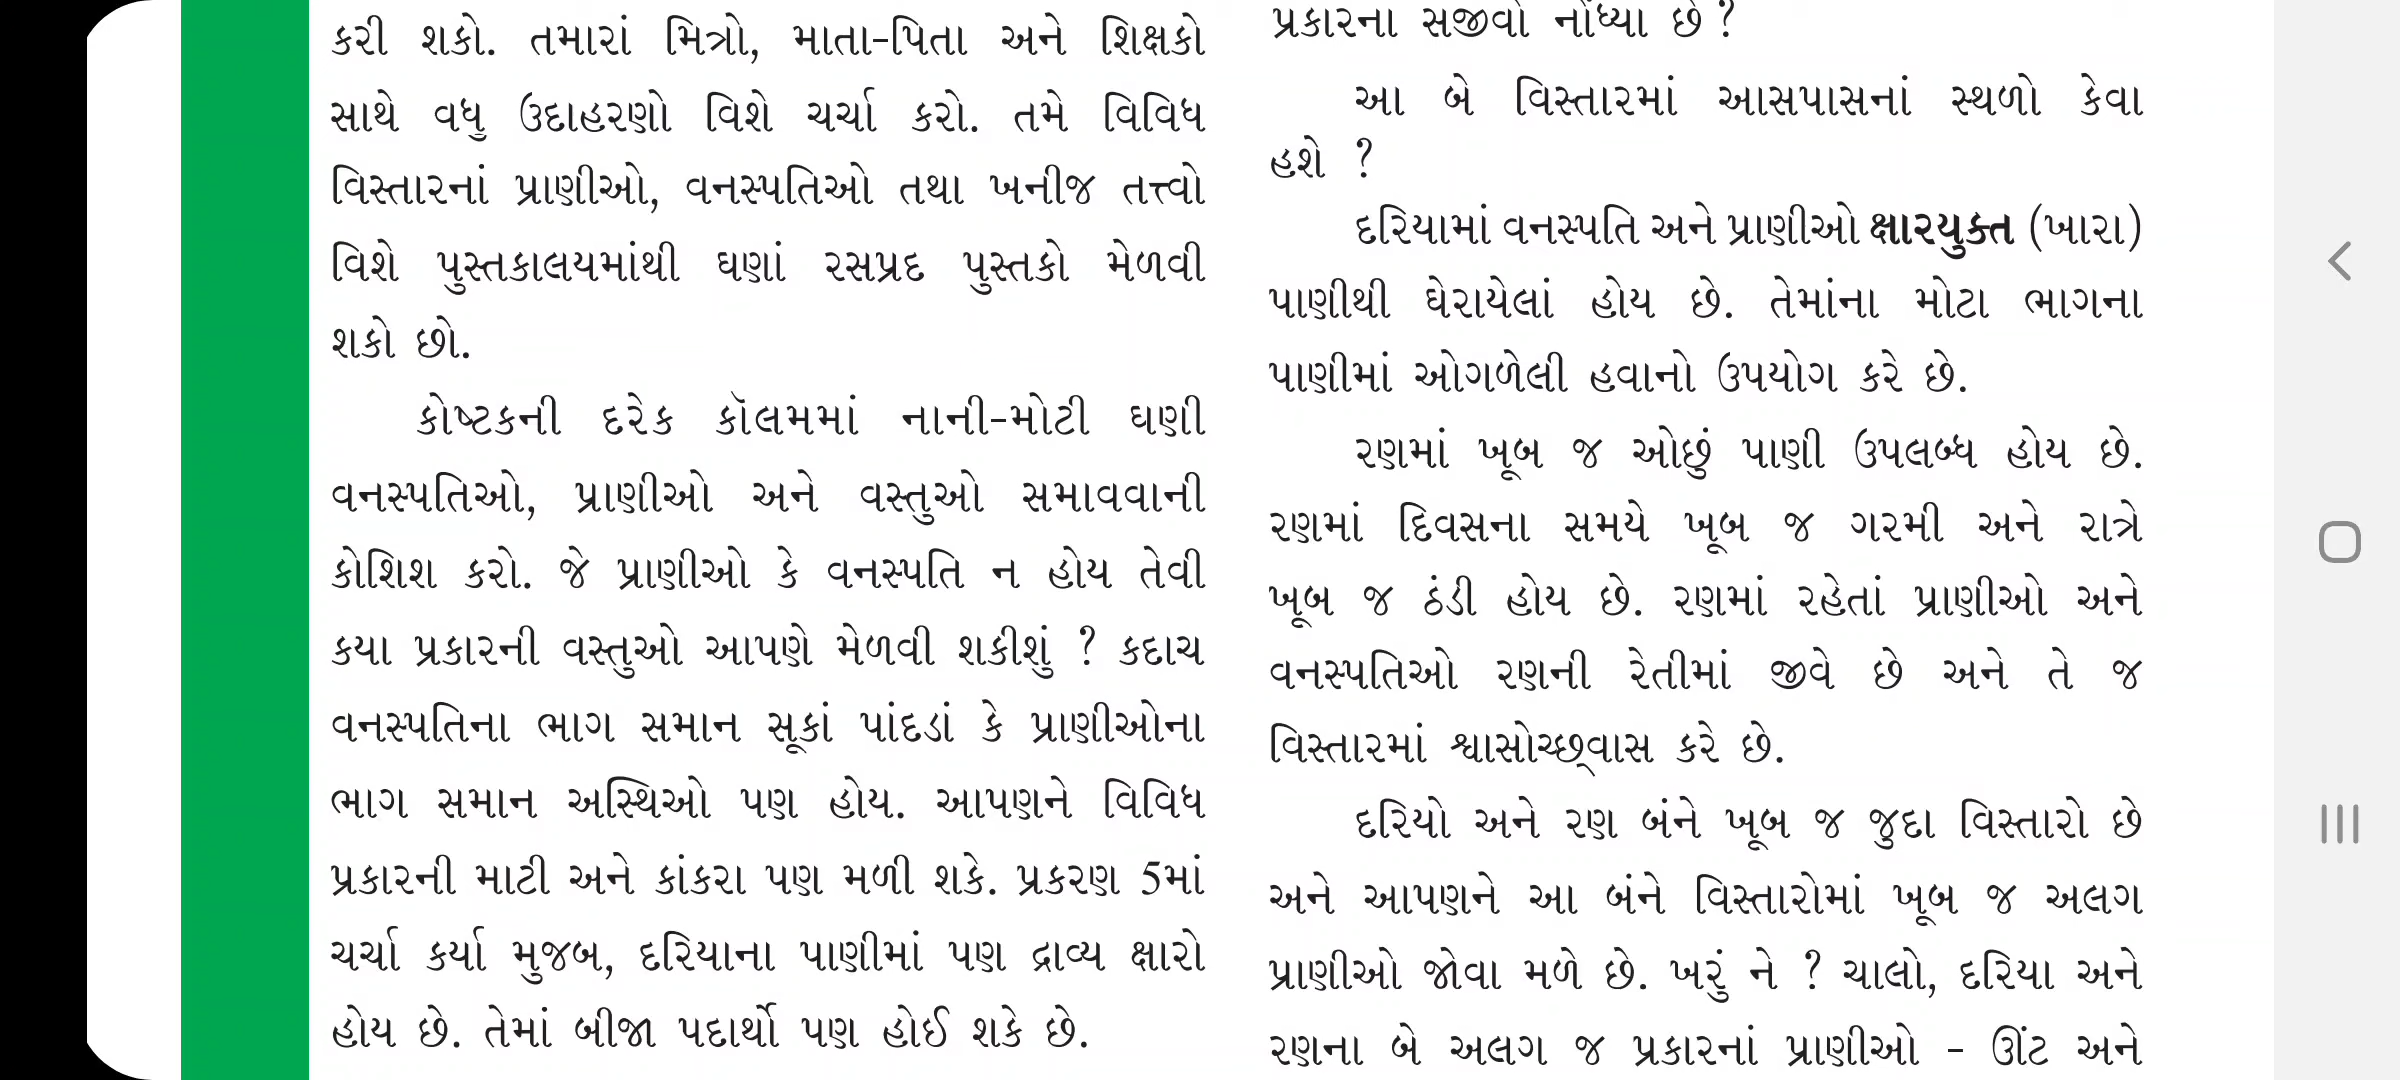 કરી શકો. તમારાં મિત્રો, માતા-પિતા અને શિક્ષકો
સાથે વધુ ઉદાહરણો વિશે ચર્ચા કરો. તમે વિવિધ
વિસ્તારનાં પ્રાણીઓ, વનસ્પતિઓ તથા ખનીજ તત્ત્વો
વિશે પુસ્તકાલયમાંથી ઘણાં રસપ્રદ પુસ્તકો મેળવી
શકો છો.
કોષ્ટકની દરેક કૉલમમાં નાની-મોટી ઘણી
વનસ્પતિઓ, પ્રાણીઓ અને વસ્તુઓ સમાવવાની
કોશિશ કરો. જે પ્રાણીઓ કે વનસ્પતિ ન હોય તેવી
કયા પ્રકારની વસ્તુઓ આપણે મેળવી શકીશું ? કદાચ
વનસ્પતિના ભાગ સમાન સૂકાં પાંદડાં કે પ્રાણીઓના
ભાગ સમાન અસ્થિઓ પણ હોય. આપણને વિવિધ
પ્રકારની માટી અને કાંકરા પણ મળી શકે. પ્રકરણ 5માં
ચર્ચા કર્યા મુજબ, દરિયાના પાણીમાં પણ દ્રાવ્ય ક્ષારો
હોય છે. તેમાં બીજા પદાર્થો પણ હોઈ શકે છે.
પ્રકારના સજીવો નોંધ્યા છે ?
આ બે વિસ્તારમાં આસપાસનાં સ્થળો કેવા
હશે ?
દરિયામાં વનસ્પતિ અને પ્રાણીઓ ક્ષારયુક્ત (ખારા)
પાણીથી ઘેરાયેલાં હોય છે. તેમાંના મોટા ભાગના
પાણીમાં ઓગળેલી હવાનો ઉપયોગ કરે છે.
રણમાં ખૂબ જ ઓછું પાણી ઉપલબ્ધ હોય છે.
રણમાં દિવસના સમયે ખૂબ જ ગરમી અને રાત્રે
ખૂબ જ ઠંડી હોય છે. રણમાં રહેતાં પ્રાણીઓ અને
વનસ્પતિઓ રણની રેતીમાં જીવે છે અને તે જ
વિસ્તારમાં શ્વાસોચ્છ્વાસ કરે છે.
દરિયો અને રણ બંને ખૂબ જ જુદા વિસ્તારો છે
અને આપણને આ બંને વિસ્તારોમાં ખૂબ જ અલગ
પ્રાણીઓ જોવા મળે છે. ખરું ને ? ચાલો, દરિયા અને
રણના બે અલગ જ પ્રકારનાં પ્રાણીઓ - ઊંટ અને